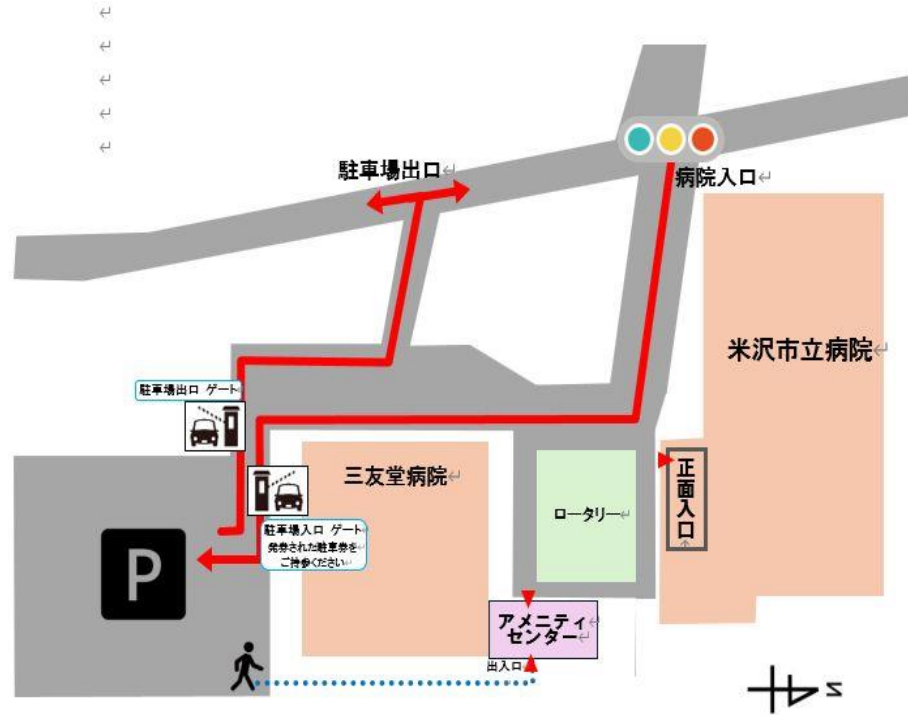 駐車場出口
病院入口
米沢市立病院
駐車場出口 ゲート
三友堂病院
正面入口
ロータリー
駐車場入口 ゲート
発券された駐車券を
ご持参ください
P
アメニティ
センター
出入口
N